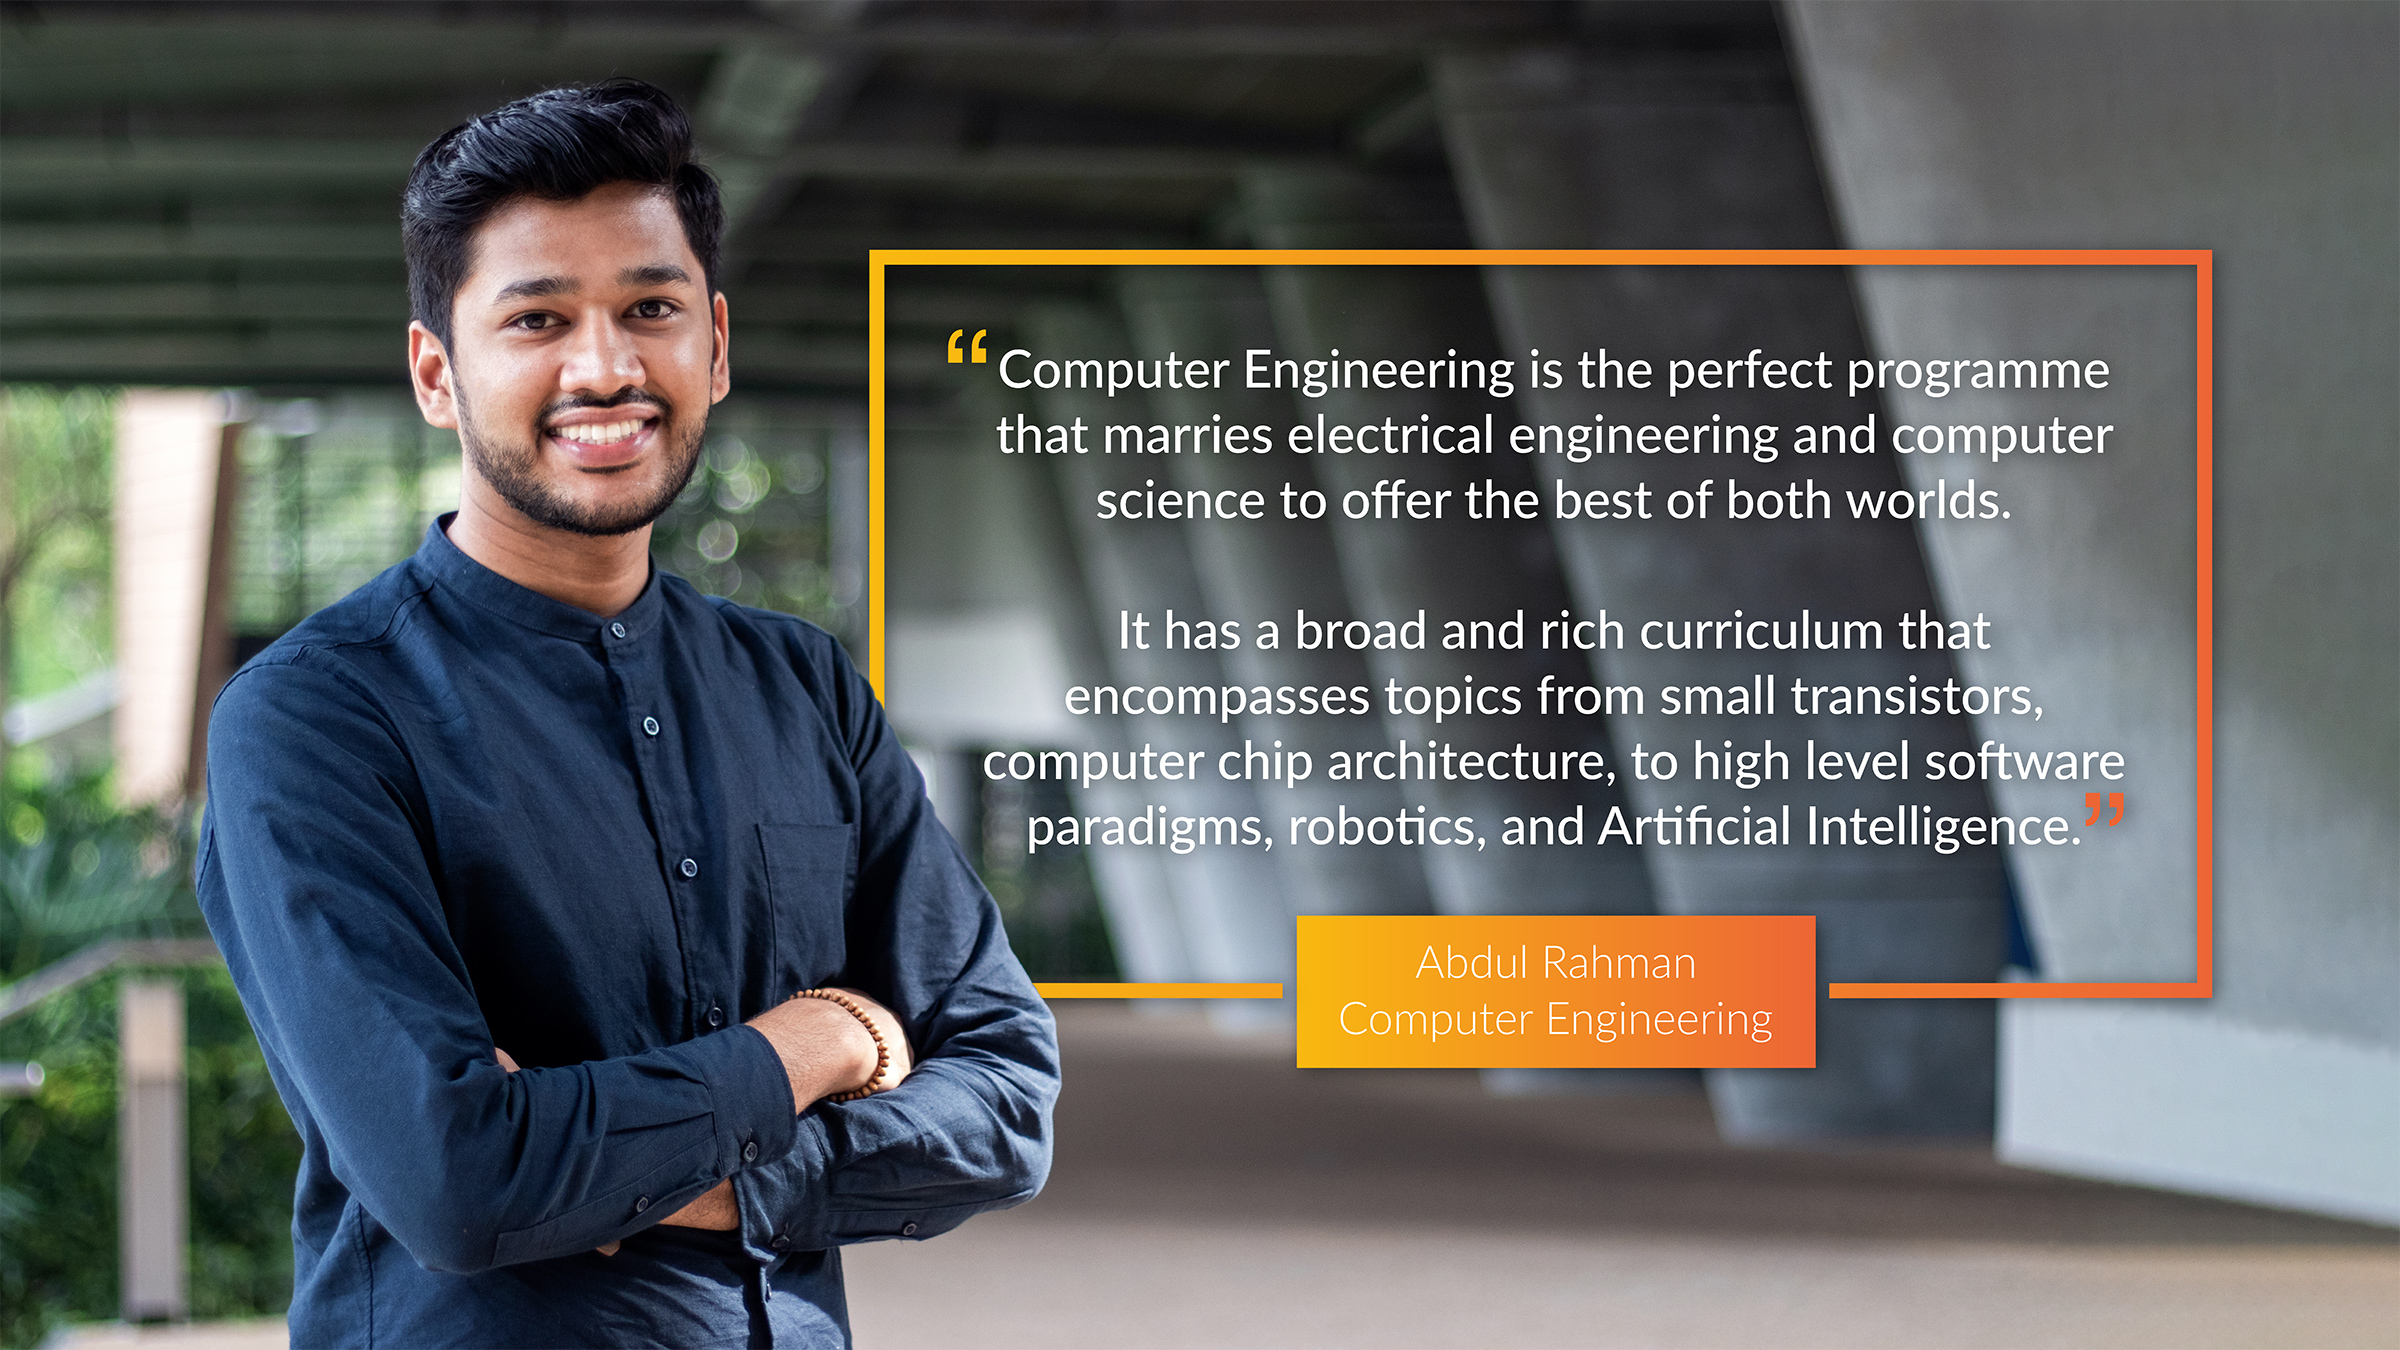 “Computer Engineering is the perfect programme
that marries electrical engineering and computer
science to offer the best of both worlds.
It has a broad and rich curriculum that
encompasses topics from small transistors,
computer chip architecture, to high level software
paradigms, robotics, and Artificial Intelligence.”
Abdul Rahman
Computer Engineering